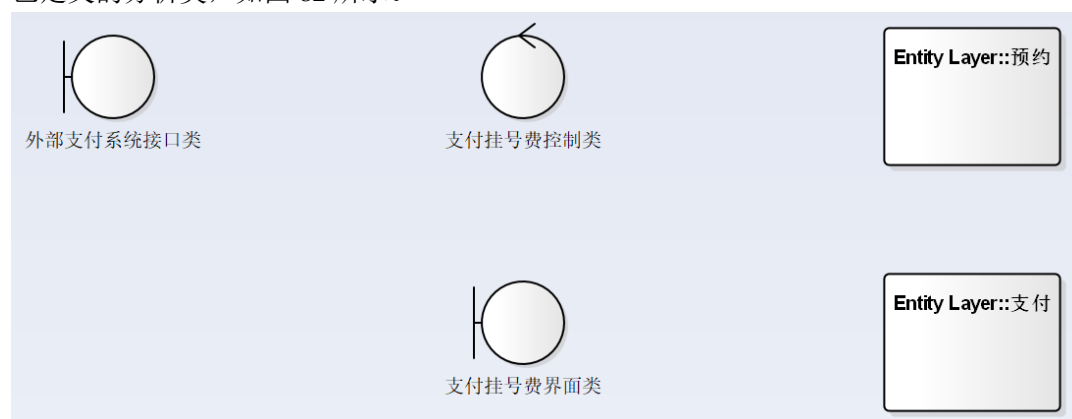 Entity Layer::预约
外部支付系统接口类
支付挂号费控制类
Entity Layer::支付
支付挂号费界面类